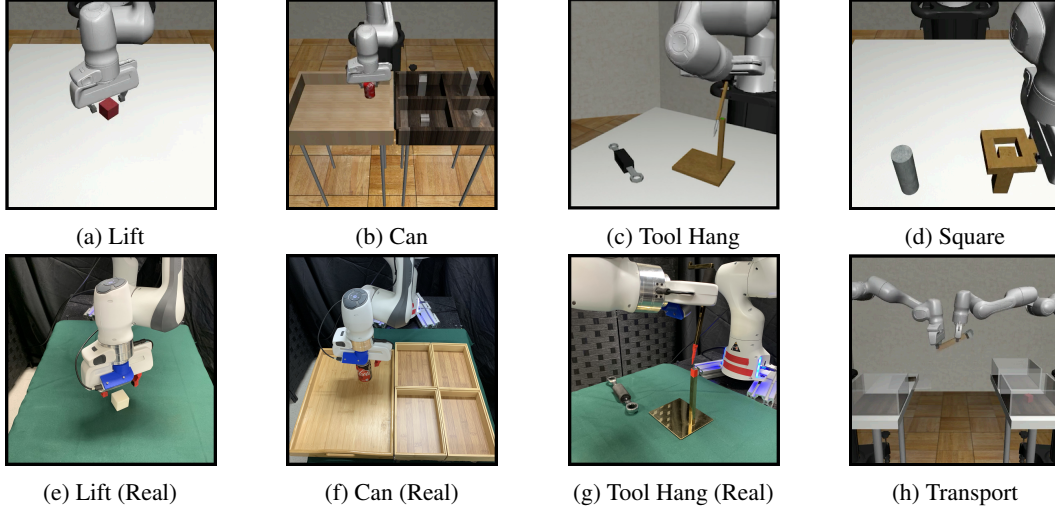 (a) Lift
(b) Can
(c) Tool Hang
(d) Square
(e) Lift (Real)
(f) Can (Real)
(g) Tool Hang (Real)
(h) Transport